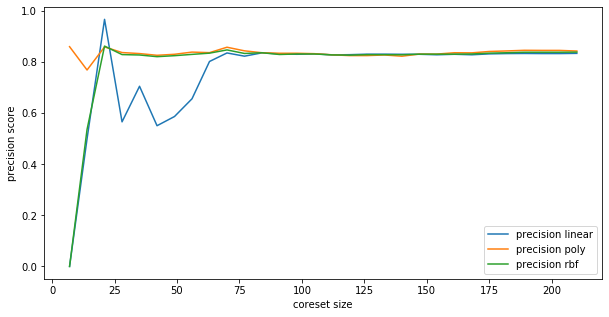 1.0
0.8
0.6
0.4
0.2
0.0
precision score
0 25 50 75 100 125 150 175 200
coreset size
precision linear
precision poly
precision rbf